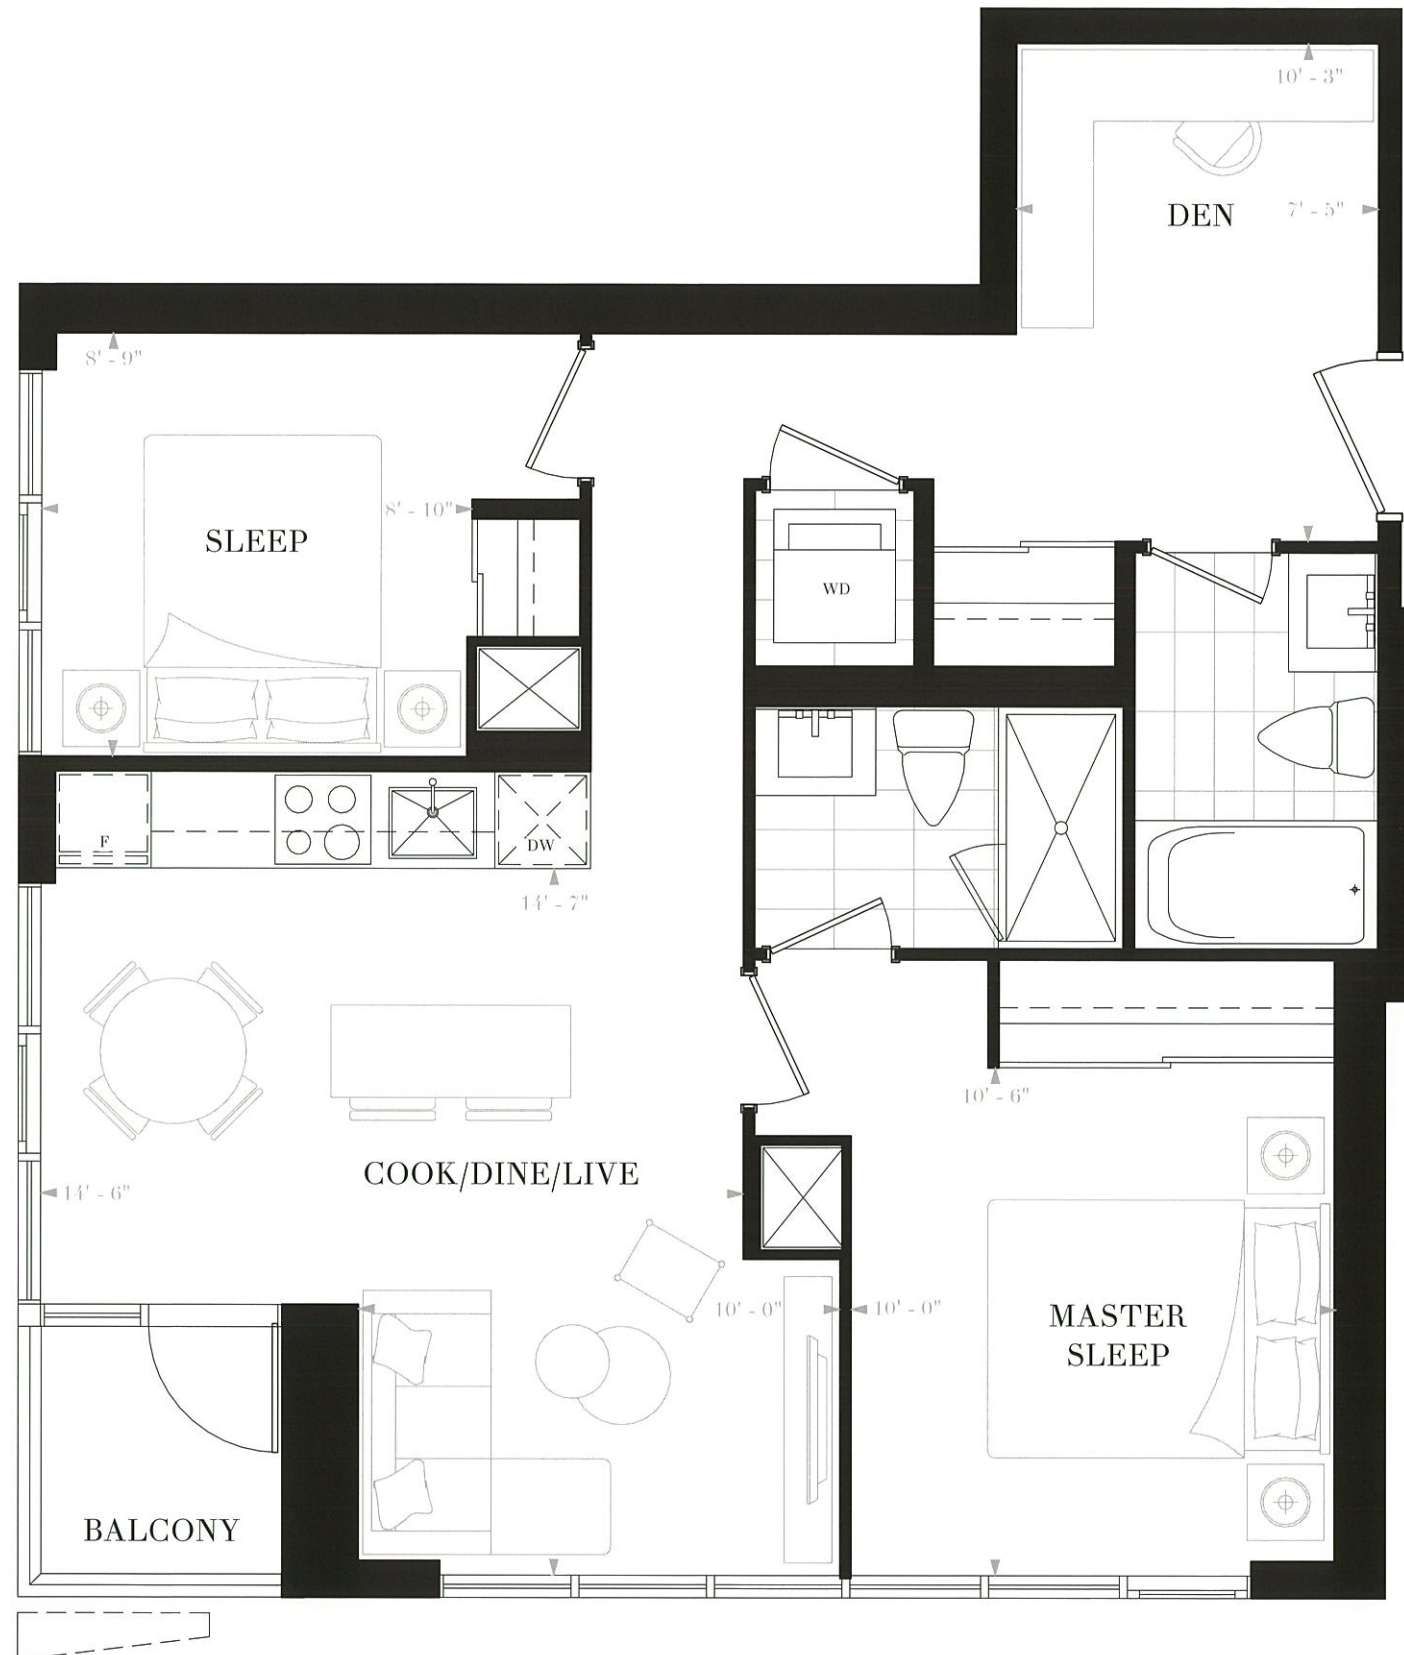 10' - 3"
DEN
7' - 5"
8' - 9"
8' - 10"
SLEEP
WD
F
DW
14' - 7"
10' - 6"
COOK/DINE/LIVE
14' - 6"
10' - 0"
10' - 0"
MASTER
SLEEP
BALCONY